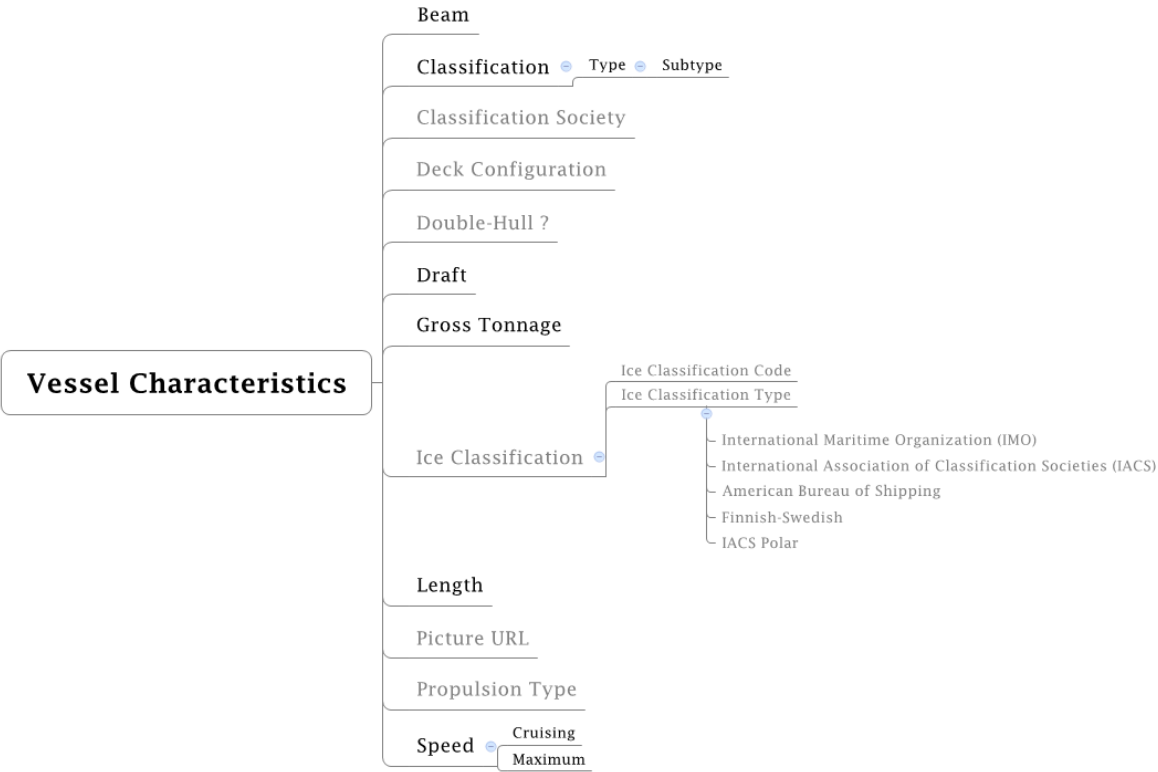 Beam
Classification Type Subtype
Classification Society
Deck Configuration
Double-Hull ?
Draft
Gross Tonnage
Vessel Characteristics
Ice Classification Code
Ice Classification Type
International Maritime Organization (IMO)
Ice Classification
International Association of Classification Societies (IACS)
American Bureau of Shipping
Finnish-Swedish
IACS Polar
Length
Picture URL
Propulsion Type
Speed
Cruising
Maximum